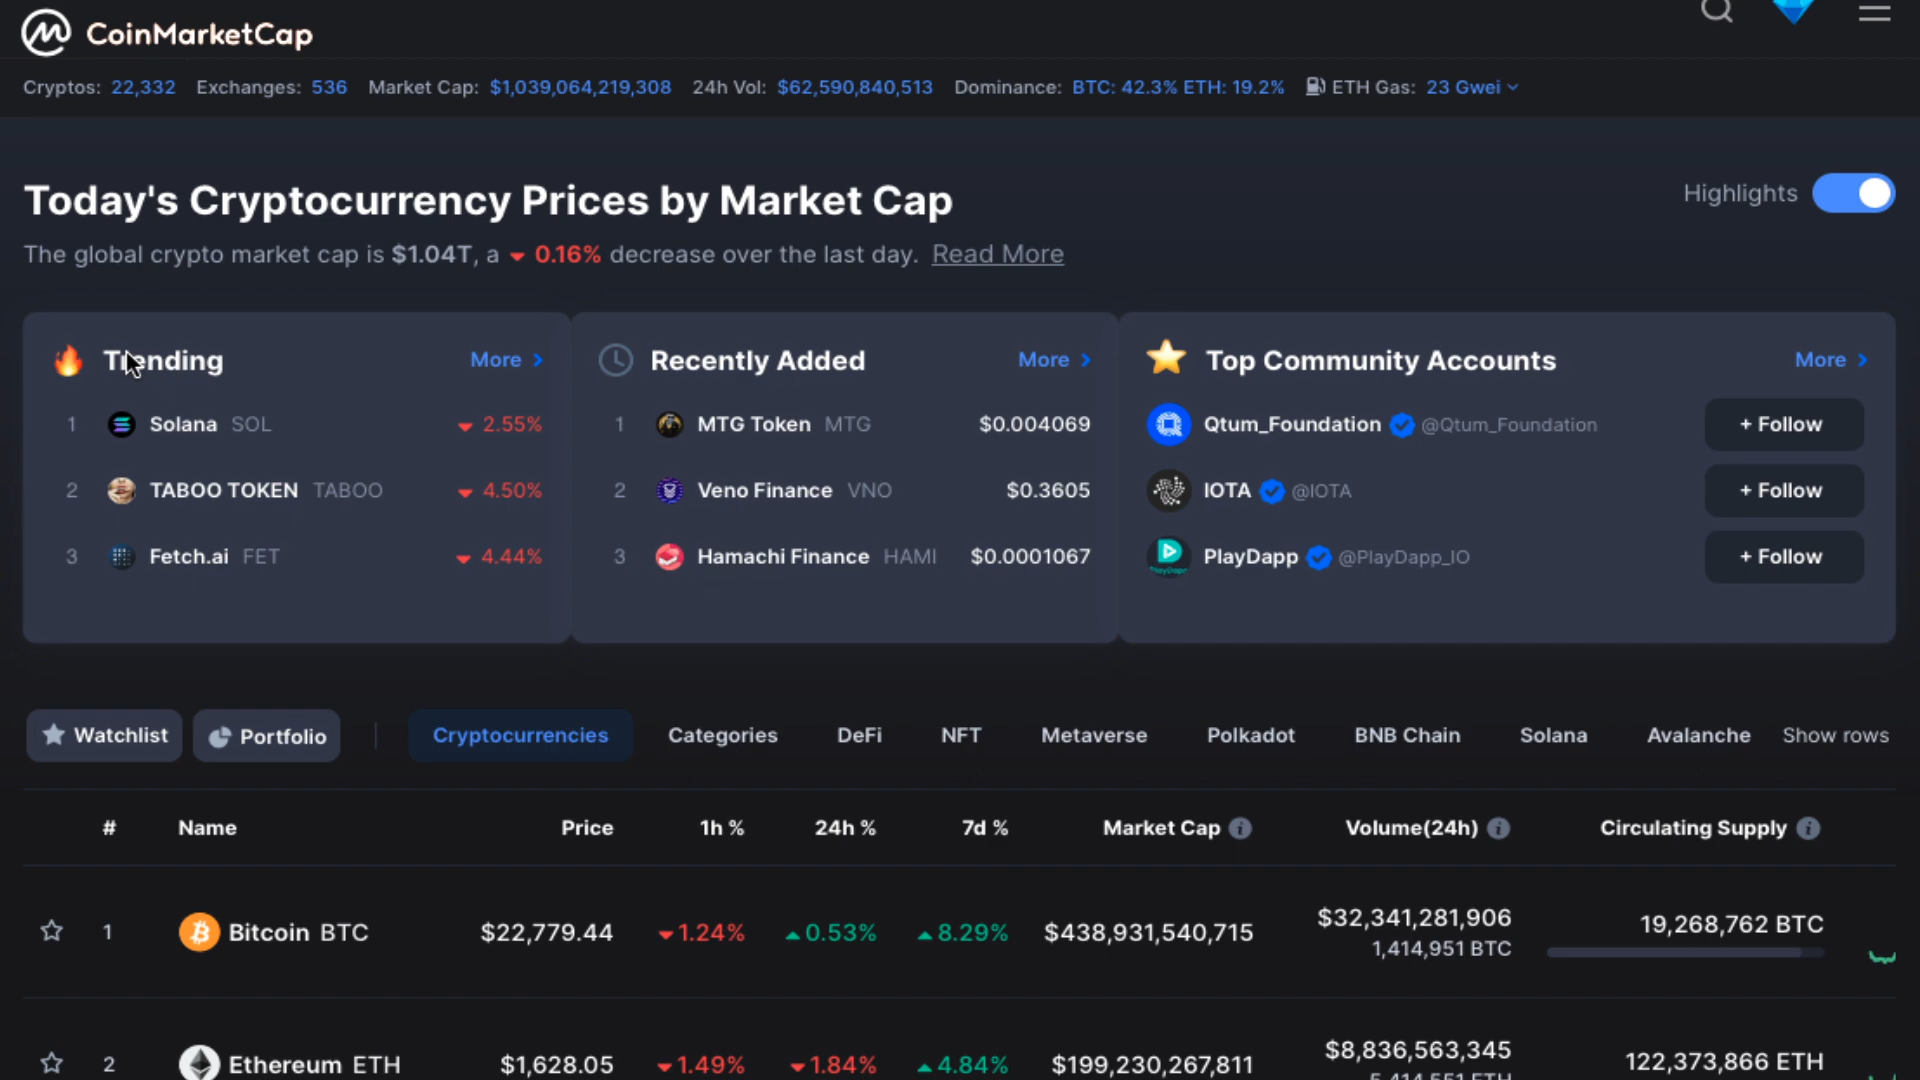 CoinMarketCap
Cryptos: 22,332 Exchanges: 536 Market Cap: $1,039,064,219,308 24h Vol: $62,590,840,513 Dominance: BTC: 42.3% ETH: 19.2% ETH Gas: 23 Gwei
Today's Cryptocurrency Prices by Market Cap
Highlights
The global crypto market cap is $1.04T, a 0.16% decrease over the last day. Read More
Trending More
1 Solana SOL 2.55%
2 TABOO TOKEN TABOO 4.50%
3 Fetch.ai FET 4.44%
Recently Added More
1 MTG Token MTG $0.004069
2 Veno Finance VNO $0.3605
3 Hamachi Finance HAMI $0.0001067
Top Community Accounts More
Qtum_Foundation @Qtum_Foundation + Follow
IOTA @IOTA + Follow
PlayDapp @PlayDapp_IO + Follow
Watchlist Portfolio Cryptocurrencies Categories DeFi NFT Metaverse Polkadot BNB Chain Solana Avalanche Show rows
# Name Price 1h % 24h % 7d % Market Cap Volume(24h) Circulating Supply
1 Bitcoin BTC $22,779.44 1.24% 0.53% 8.29% $438,931,540,715 $32,341,281,906 19,268,762 BTC
1,414,951 BTC
2 Ethereum ETH $1,628.05 1.49% 1.84% 4.84% $199,230,267,811 $8,836,563,345 122,373,866 ETH